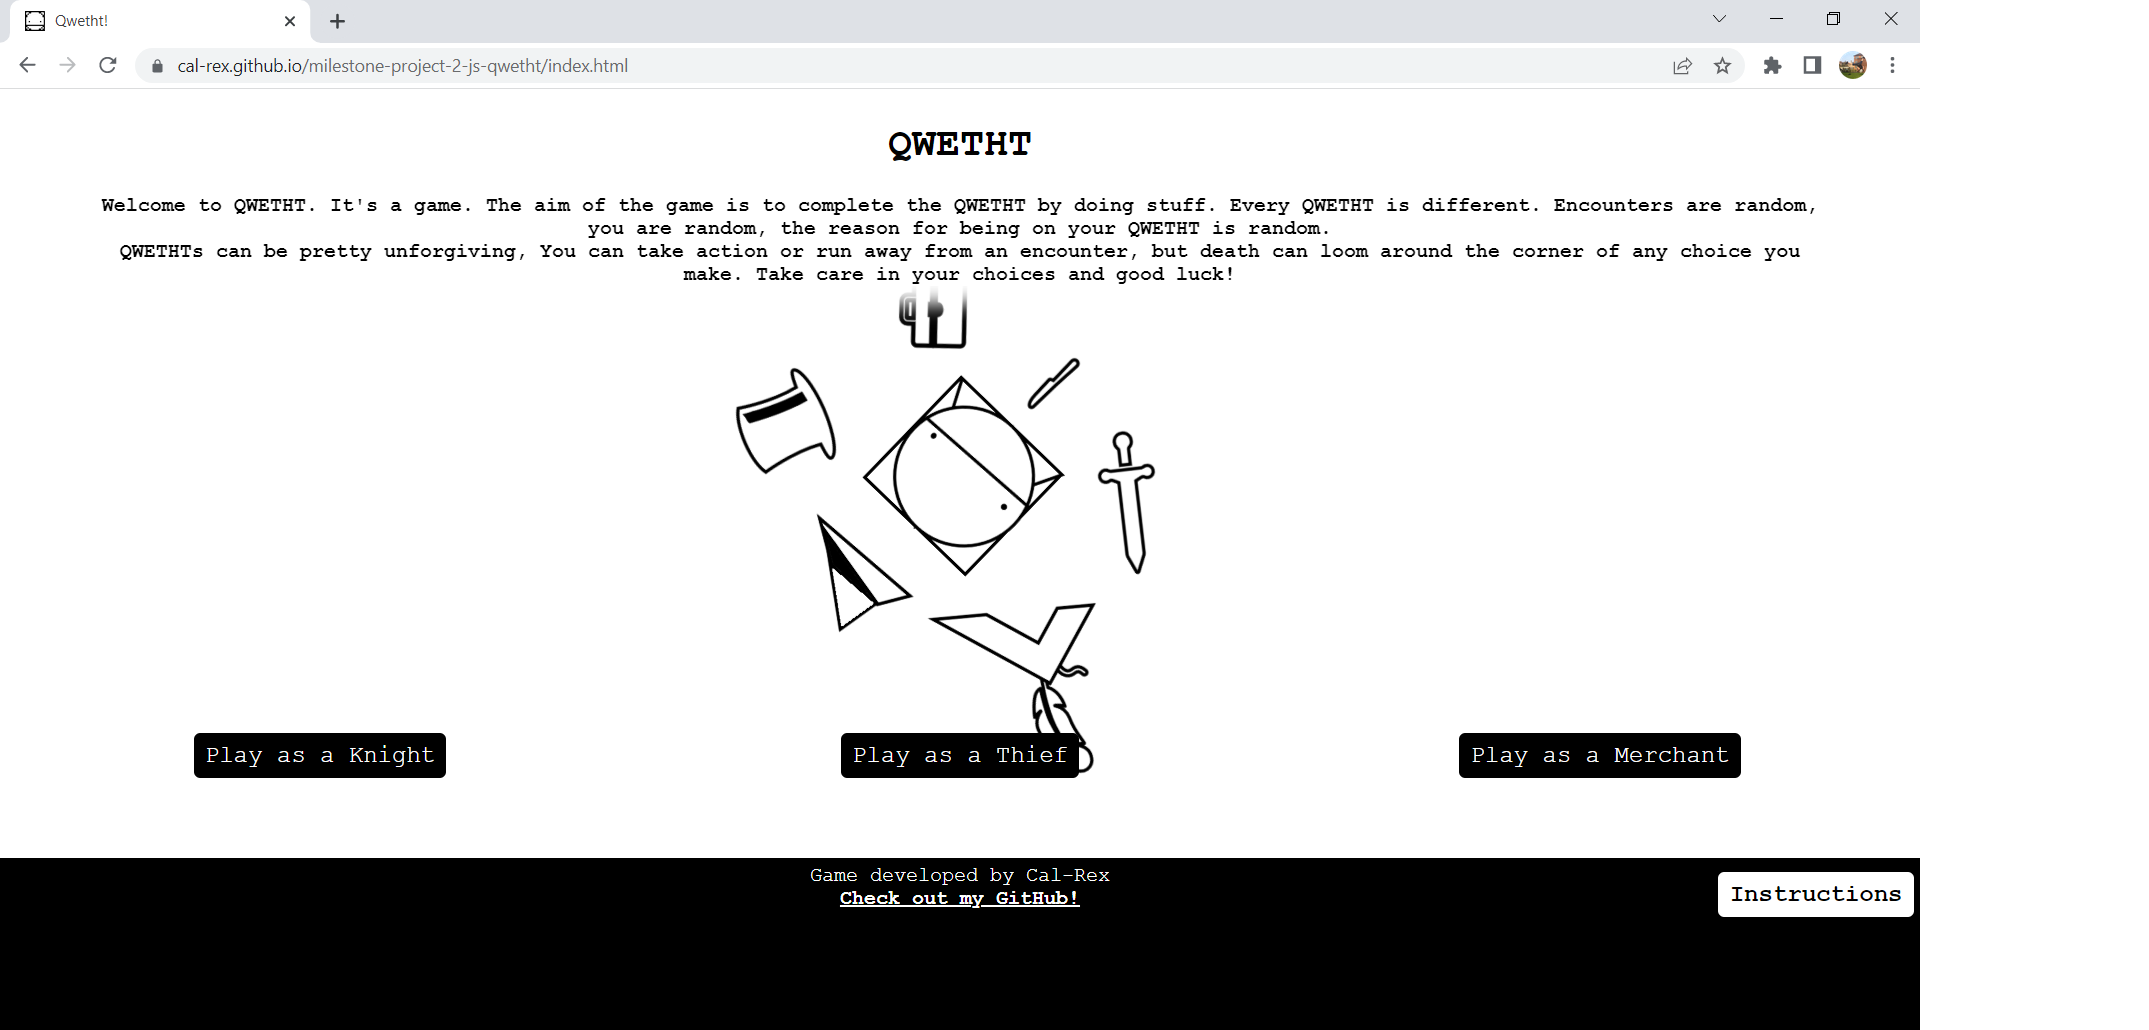 Qwetht!
cal-rex.github.io/milestone-project-2-js-qwetht/index.html
QWETHT
Welcome to QWETHT. It's a game. The aim of the game is to complete the QWETHT by doing stuff. Every QWETHT is different. Encounters are random,
you are random, the reason for being on your QWETHT is random.
QWETHTs can be pretty unforgiving, You can take action or run away from an encounter, but death can loom around the corner of any choice you
make. Take care in your choices and good luck!
Play as a Knight
Play as a Thief
Play as a Merchant
Game developed by Cal-Rex
Check out my GitHub!
Instructions